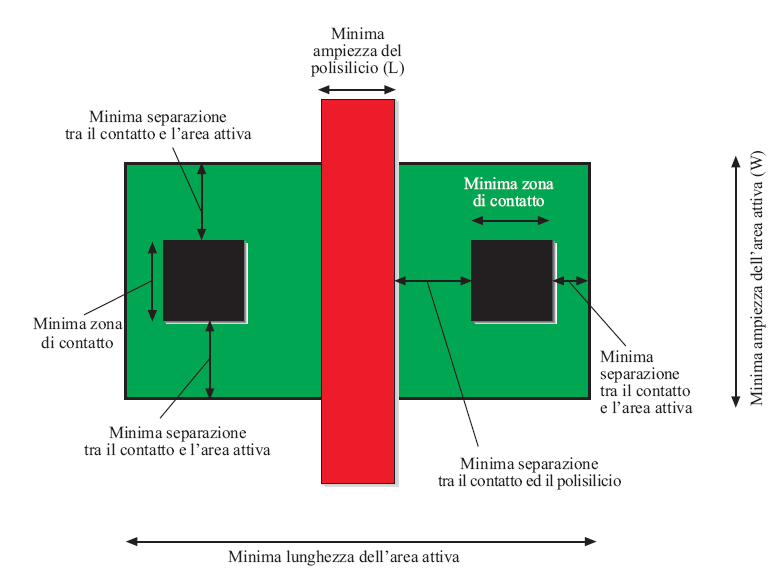 Minima
ampiezza del
polisilicio (L)
Minima separazione
tra il contatto e l’area attiva
Minima zona
di contatto
Minima ampiezza dell’area attiva (W)
Minima zona
di contatto
Minima
separazione
tra il contatto
e l’area attiva
Minima separazione
tra il contatto e l’area attiva
Minima separazione
tra il contatto ed il polisilicio
Minima lunghezza dell’area attiva